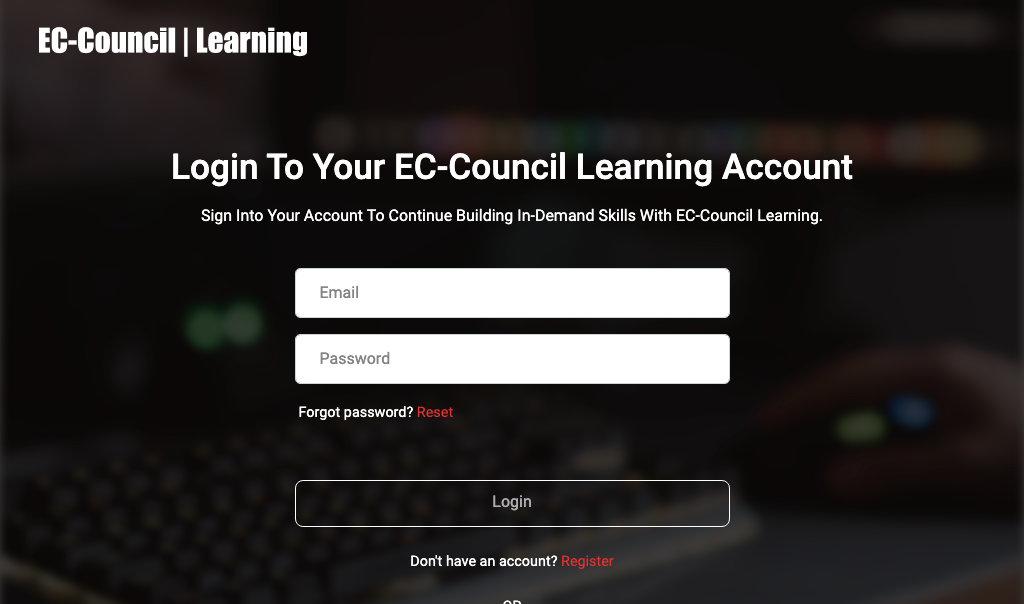 EC-Council | Learning
Login To Your EC-Council Learning Account
Sign Into Your Account To Continue Building In-Demand Skills With EC-Council Learning.
Email
Password
Forgot password? Reset
Login
Don't have an account? Register
OR